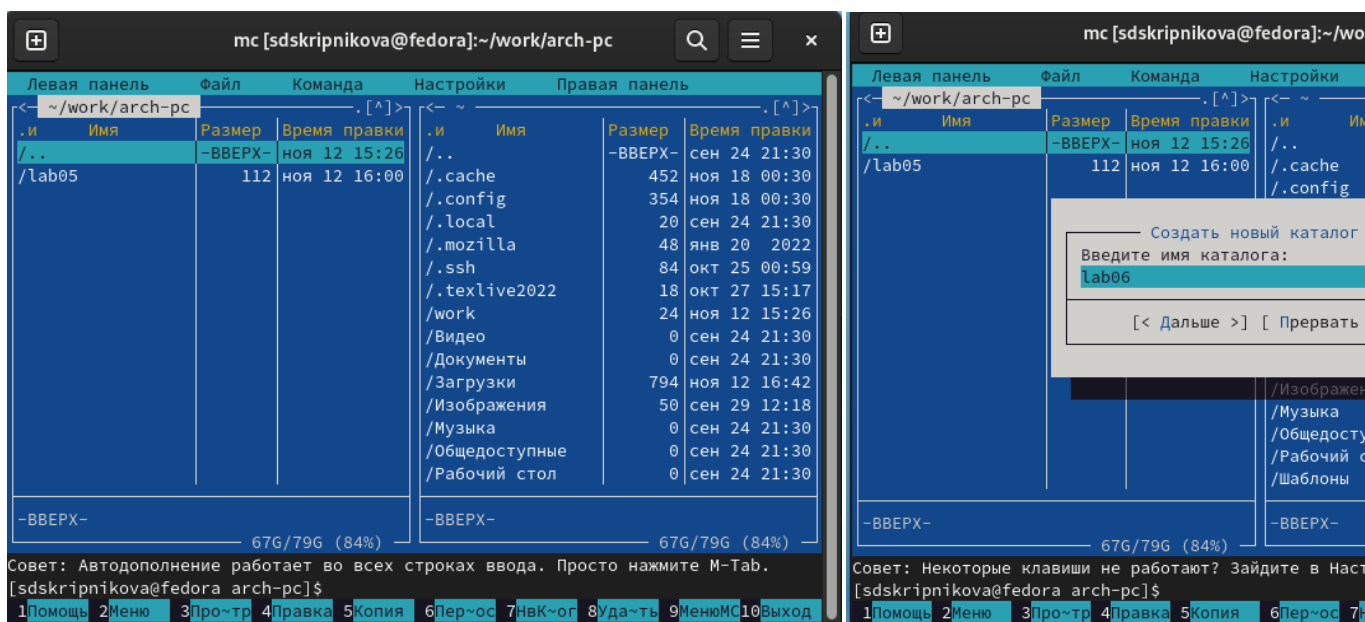 mc [sdskripnikova@fedora]:~/work/arch-pc
Левая панель Файл Команда Настройки Правая панель
<— ~/work/arch-pc .[^]>
.и Имя Размер Время правки
/.. -ВВЕРХ- ноя 12 15:26
/lab05 112 ноя 12 16:00
-ВВЕРХ-
67G/79G (84%)
<— ~ .[^]>
.и Имя Размер Время правки
/.. -ВВЕРХ- сен 24 21:30
/.cache 452 ноя 18 00:30
/.config 354 ноя 18 00:30
/.local 20 сен 24 21:30
/.mozilla 48 янв 20 2022
/.ssh 84 окт 25 00:59
/.texlive2022 18 окт 27 15:17
/work 24 ноя 12 15:26
/Видео 0 сен 24 21:30
/Документы 0 сен 24 21:30
/Загрузки 794 ноя 12 16:42
/Изображения 50 сен 29 12:18
/Музыка 0 сен 24 21:30
/Общедоступные 0 сен 24 21:30
/Рабочий стол 0 сен 24 21:30
-ВВЕРХ-
67G/79G (84%)
Совет: Автодополнение работает во всех строках ввода. Просто нажмите M-Tab.
[sdskripnikova@fedora arch-pc]$
1Помощь 2Меню 3Про~тр 4Правка 5Копия 6Пер~ос 7НвК~ог 8Уда~ть 9МенюMC 10Выход
mc [sdskripnikova@fedora]:~/wo
Левая панель Файл Команда Настройки
<— ~/work/arch-pc .[^]>
.и Имя Размер Время правки
/.. -ВВЕРХ- ноя 12 15:26
/lab05 112 ноя 12 16:00
-ВВЕРХ-
67G/79G (84%)
<— ~
.и Им
/..
/.cache
/.config
Создать новый каталог
Введите имя каталога:
lab06
[< Дальше >] [ Прервать
/Изображен
/Музыка
/Общедосту
/Рабочий с
/Шаблоны
-ВВЕРХ-
Совет: Некоторые клавиши не работают? Зайдите в Наст
[sdskripnikova@fedora arch-pc]$
1Помощь 2Меню 3Про~тр 4Правка 5Копия 6Пер~ос 7